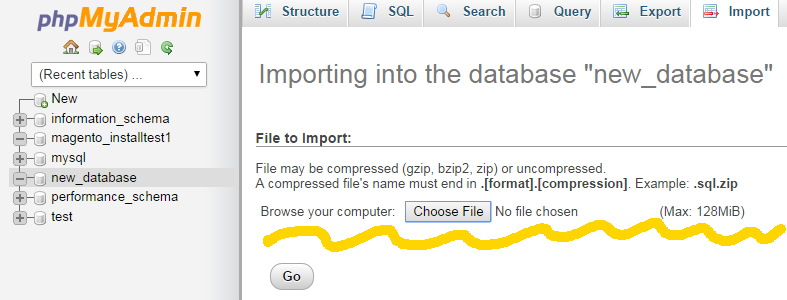 phpMyAdmin
(Recent tables) ...
New
information_schema
magento_installtest1
mysql
new_database
performance_schema
test
Structure SQL Search Query Export Import
Importing into the database "new_database"
File to Import:
File may be compressed (gzip, bzip2, zip) or uncompressed.
A compressed file's name must end in .[format].[compression]. Example: .sql.zip
Browse your computer: Choose File No file chosen (Max: 128MiB)
Go